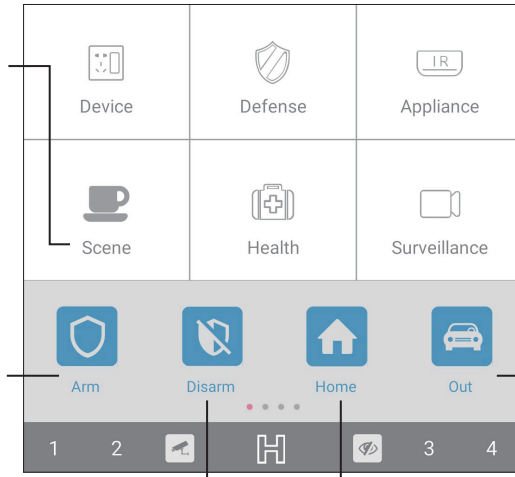 IR
Device Defense Appliance
Scene Health Surveillance
Arm Disarm Home Out
1 2 H 3 4